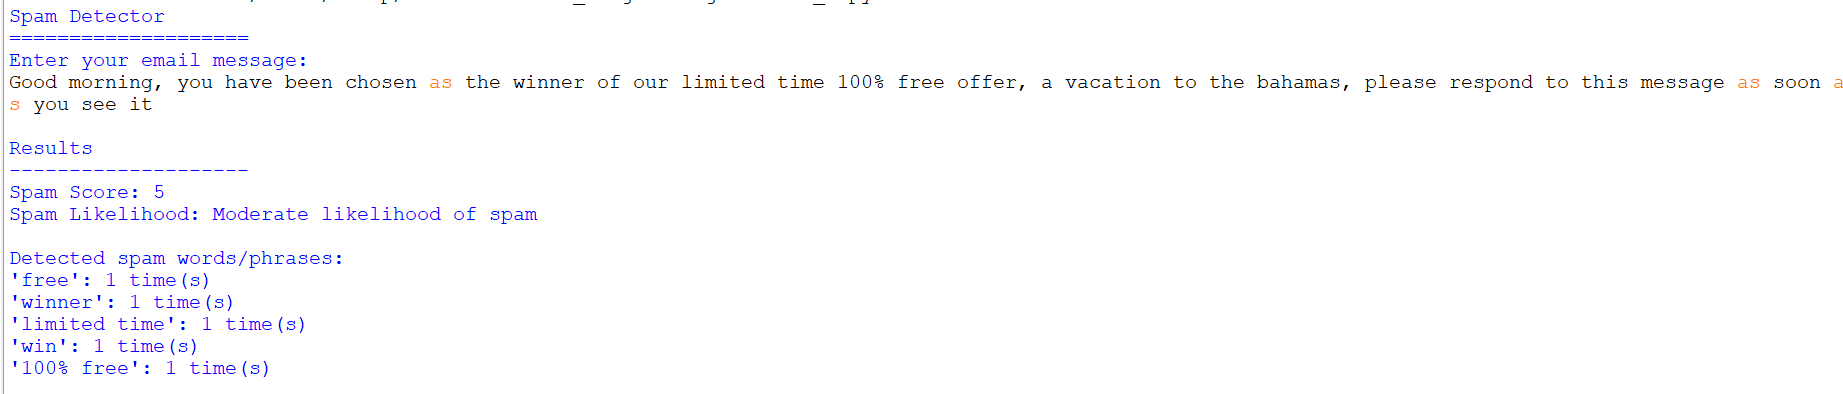 Spam Detector
====================
Enter your email message:
Good morning, you have been chosen as the winner of our limited time 100% free offer, a vacation to the bahamas, please respond to this message as soon a
s you see it
Results
--------------------
Spam Score: 5
Spam Likelihood: Moderate likelihood of spam
Detected spam words/phrases:
'free': 1 time(s)
'winner': 1 time(s)
'limited time': 1 time(s)
'win': 1 time(s)
'100% free': 1 time(s)